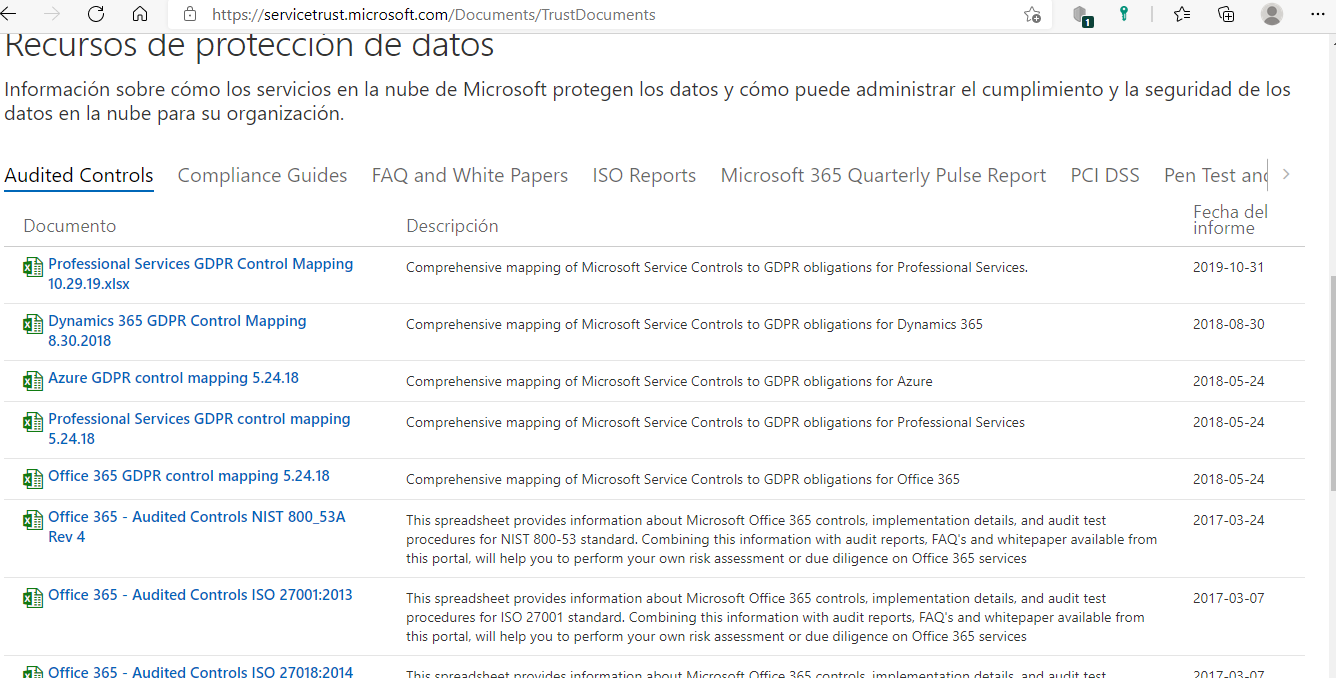 https://servicetrust.microsoft.com/Documents/TrustDocuments
1
Recursos de protección de datos
Información sobre cómo los servicios en la nube de Microsoft protegen los datos y cómo puede administrar el cumplimiento y la seguridad de los
datos en la nube para su organización.
Audited Controls Compliance Guides FAQ and White Papers ISO Reports Microsoft 365 Quarterly Pulse Report PCI DSS Pen Test and
Documento Descripción Fecha del
informe
Professional Services GDPR Control Mapping
10.29.19.xlsx
Comprehensive mapping of Microsoft Service Controls to GDPR obligations for Professional Services.
2019-10-31
Dynamics 365 GDPR Control Mapping
8.30.2018
Comprehensive mapping of Microsoft Service Controls to GDPR obligations for Dynamics 365
2018-08-30
Azure GDPR control mapping 5.24.18
Comprehensive mapping of Microsoft Service Controls to GDPR obligations for Azure
2018-05-24
Professional Services GDPR control mapping
5.24.18
Comprehensive mapping of Microsoft Service Controls to GDPR obligations for Professional Services
2018-05-24
Office 365 GDPR control mapping 5.24.18
Comprehensive mapping of Microsoft Service Controls to GDPR obligations for Office 365
2018-05-24
Office 365 - Audited Controls NIST 800_53A
Rev 4
This spreadsheet provides information about Microsoft Office 365 controls, implementation details, and audit test
procedures for NIST 800-53 standard. Combining this information with audit reports, FAQ's and whitepaper available from
this portal, will help you to perform your own risk assessment or due diligence on Office 365 services
2017-03-24
Office 365 - Audited Controls ISO 27001:2013
This spreadsheet provides information about Microsoft Office 365 controls, implementation details, and audit test
procedures for ISO 27001 standard. Combining this information with audit reports, FAQ's and whitepaper available from
this portal, will help you to perform your own risk assessment or due diligence on Office 365 services
2017-03-07
Office 365 - Audited Controls ISO 27018:2014
This spreadsheet provides information about Microsoft Office 365 controls, implementation details, and audit test
2017-03-07